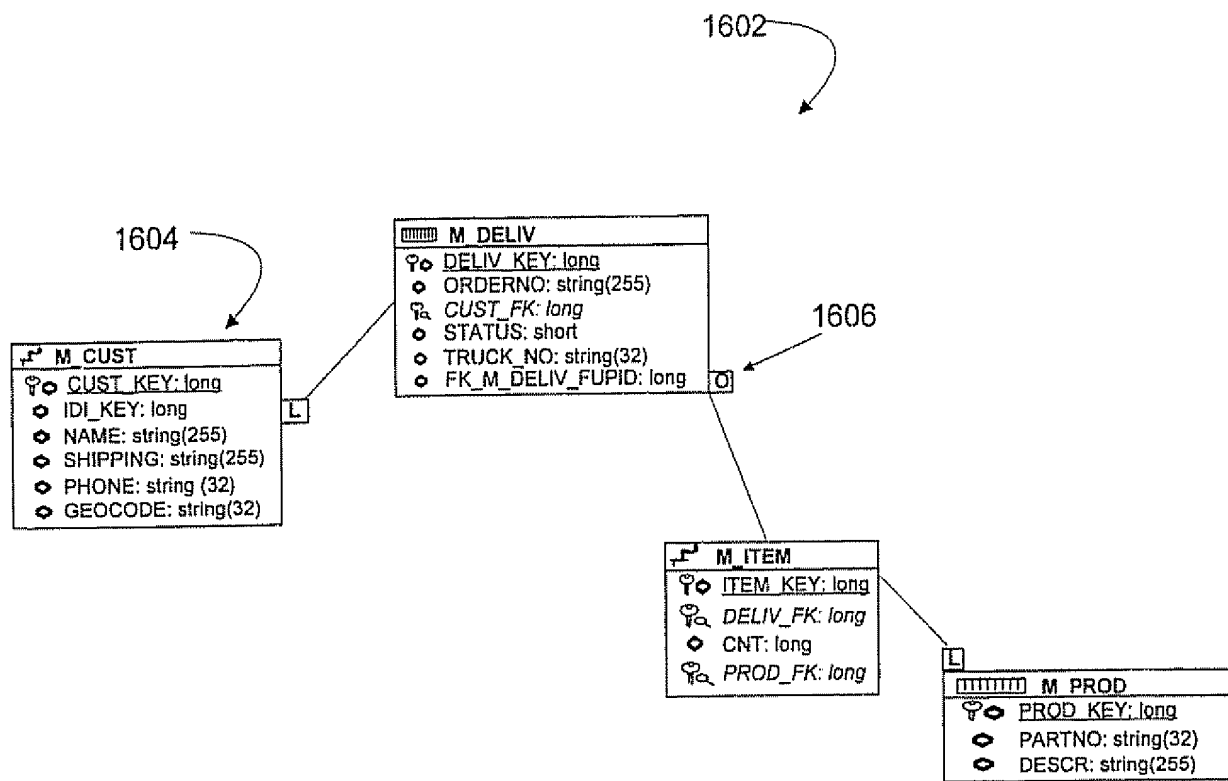 1602
1604
M_DELIV
DELIV_KEY: long
ORDERNO: string(255)
CUST_FK: long
STATUS: short
TRUCK_NO: string(32)
FK_M_DELIV_FUPID: long
O
1606
M_CUST
CUST_KEY: long
IDI_KEY: long
NAME: string(255)
SHIPPING: string(255)
PHONE: string (32)
GEOCODE: string(32)
L
M_ITEM
ITEM_KEY: long
DELIV_FK: long
CNT: long
PROD_FK: long
L
M_PROD
PROD_KEY: long
PARTNO: string(32)
DESCR: string(255)